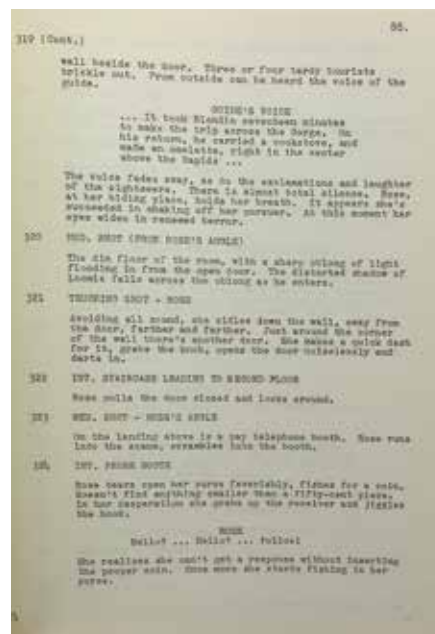 86.
319 (Cont.)
wall beside the door. Three or four tardy tourists
trickle out. From outside can be heard the voice of the
guide.
GUIDE'S VOICE
... It took Blondin seventeen minutes
to make the trip across the Gorge. On
his return, he carried a cookstove, and
made an omelette, right in the center
above the Rapids ...
The voice fades away, as do the exclamations and laughter
of the sightseers. There is almost total silence. Rose,
at her hiding place, holds her breath. It appears she's
succeeded in shaking off her pursuer. At this moment her
eyes widen in renewed terror.
320 MED. SHOT (FROM ROSE'S ANGLE)
The dim floor of the room, with a sharp oblong of light
flooding in from the open door. The distorted shadow of
Loomis falls across the oblong as he enters.
321 TRUCKING SHOT - ROSE
Avoiding all sound, she sidles down the wall, away from
the door, farther and farther. Just around the corner
of the wall there's another door. She makes a quick dash
for it, grabs the knob, opens the door noiselessly and
darts in.
322 INT. STAIRCASE LEADING TO SECOND FLOOR
Rose pulls the door closed and looks around.
323 MED. SHOT - ROSE'S ANGLE
On the landing above is a pay telephone booth. Rose runs
into the scene, scrambles into the booth.
324 INT. PHONE BOOTH
Rose tears open her purse feverishly, fishes for a coin.
Doesn't find anything smaller than a fifty-cent piece.
In her desperation she grabs up the receiver and jiggles
the hook.
ROSE
Hello? ... Hello? ... Police!
She realizes she can't get a response without inserting
the proper coin. Once more she starts fishing in her
purse.